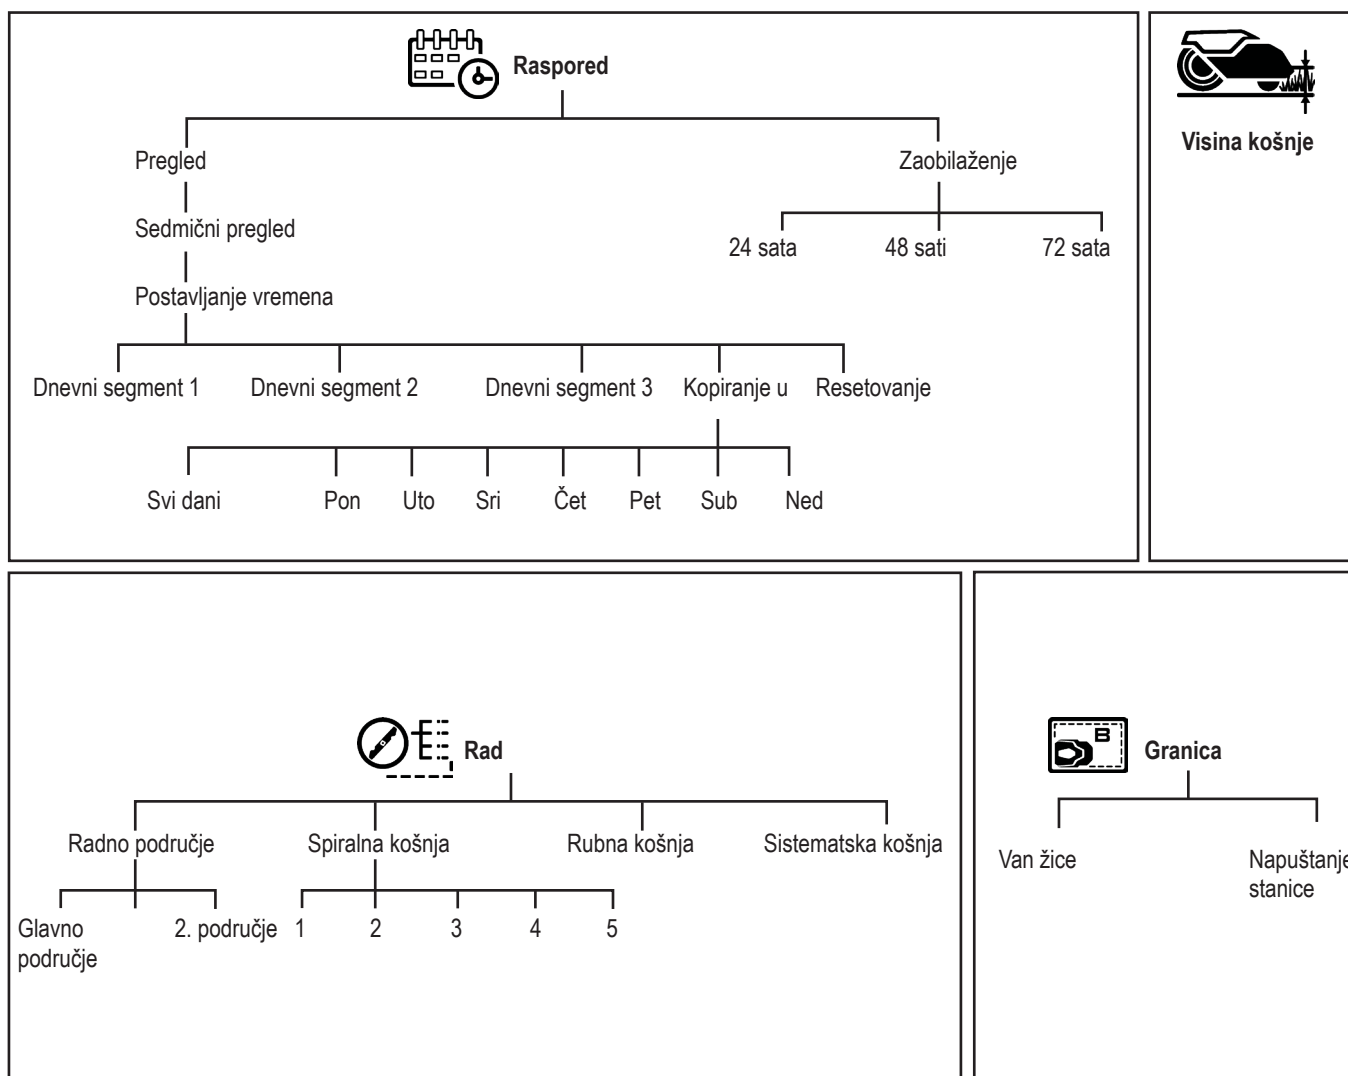 Raspored
Pregled
Zaobilaženje
Sedmični pregled
24 sata
48 sati
72 sata
Postavljanje vremena
Dnevni segment 1
Dnevni segment 2
Dnevni segment 3
Kopiranje u
Resetovanje
Svi dani
Pon
Uto
Sri
Čet
Pet
Sub
Ned
Visina košnje
Rad
Radno područje
Spiralna košnja
Rubna košnja
Sistematska košnja
Glavno
područje
2. područje
1
2
3
4
5
B
Granica
Van žice
Napuštanje
stanice